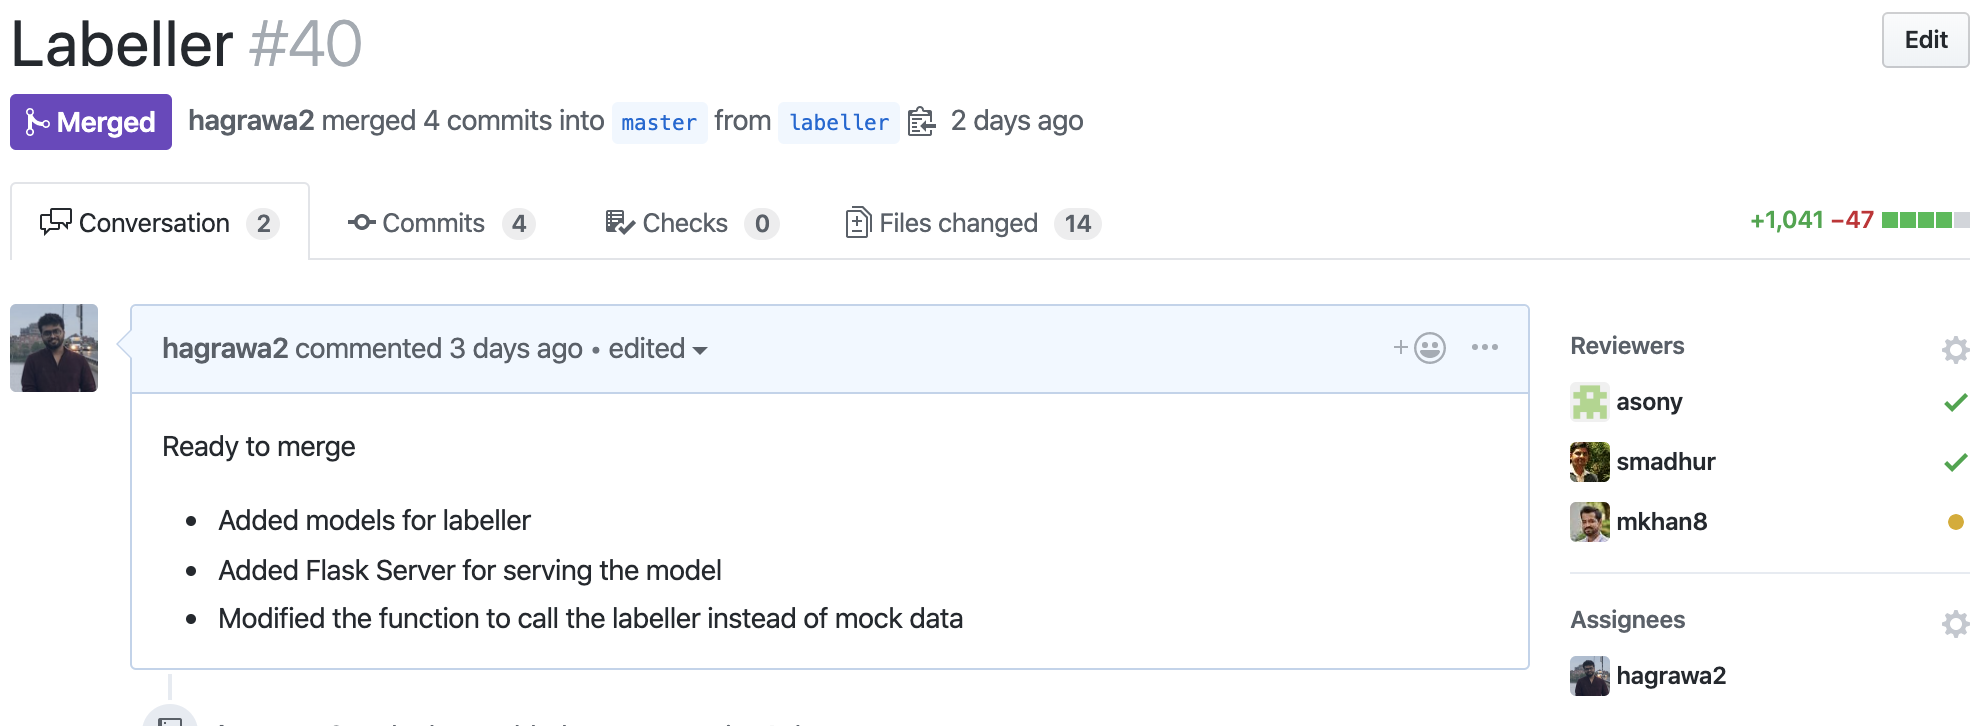 Labeller #40
Edit
Merged hagrawa2 merged 4 commits into master from labeller 2 days ago
Conversation 2 Commits 4 Checks 0 Files changed 14 +1,041 −47
hagrawa2 commented 3 days ago • edited
Ready to merge
• Added models for labeller
• Added Flask Server for serving the model
• Modified the function to call the labeller instead of mock data
Reviewers
asony
smadhur
mkhan8
Assignees
hagrawa2